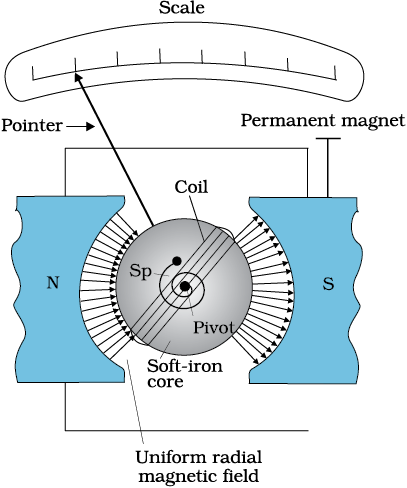 Scale
Pointer
Permanent magnet
Coil
N
Sp
S
Pivot
Soft-iron
core
Uniform radial
magnetic field